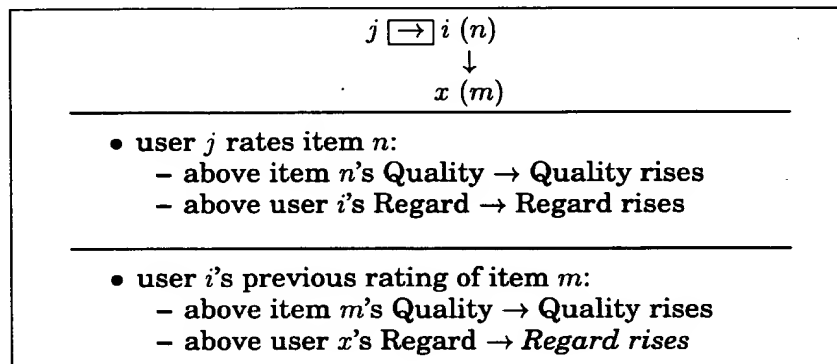 j → i (n)
↓
x (m)
• user j rates item n:
– above item n's Quality → Quality rises
– above user i's Regard → Regard rises
• user i's previous rating of item m:
– above item m's Quality → Quality rises
– above user x's Regard → Regard rises